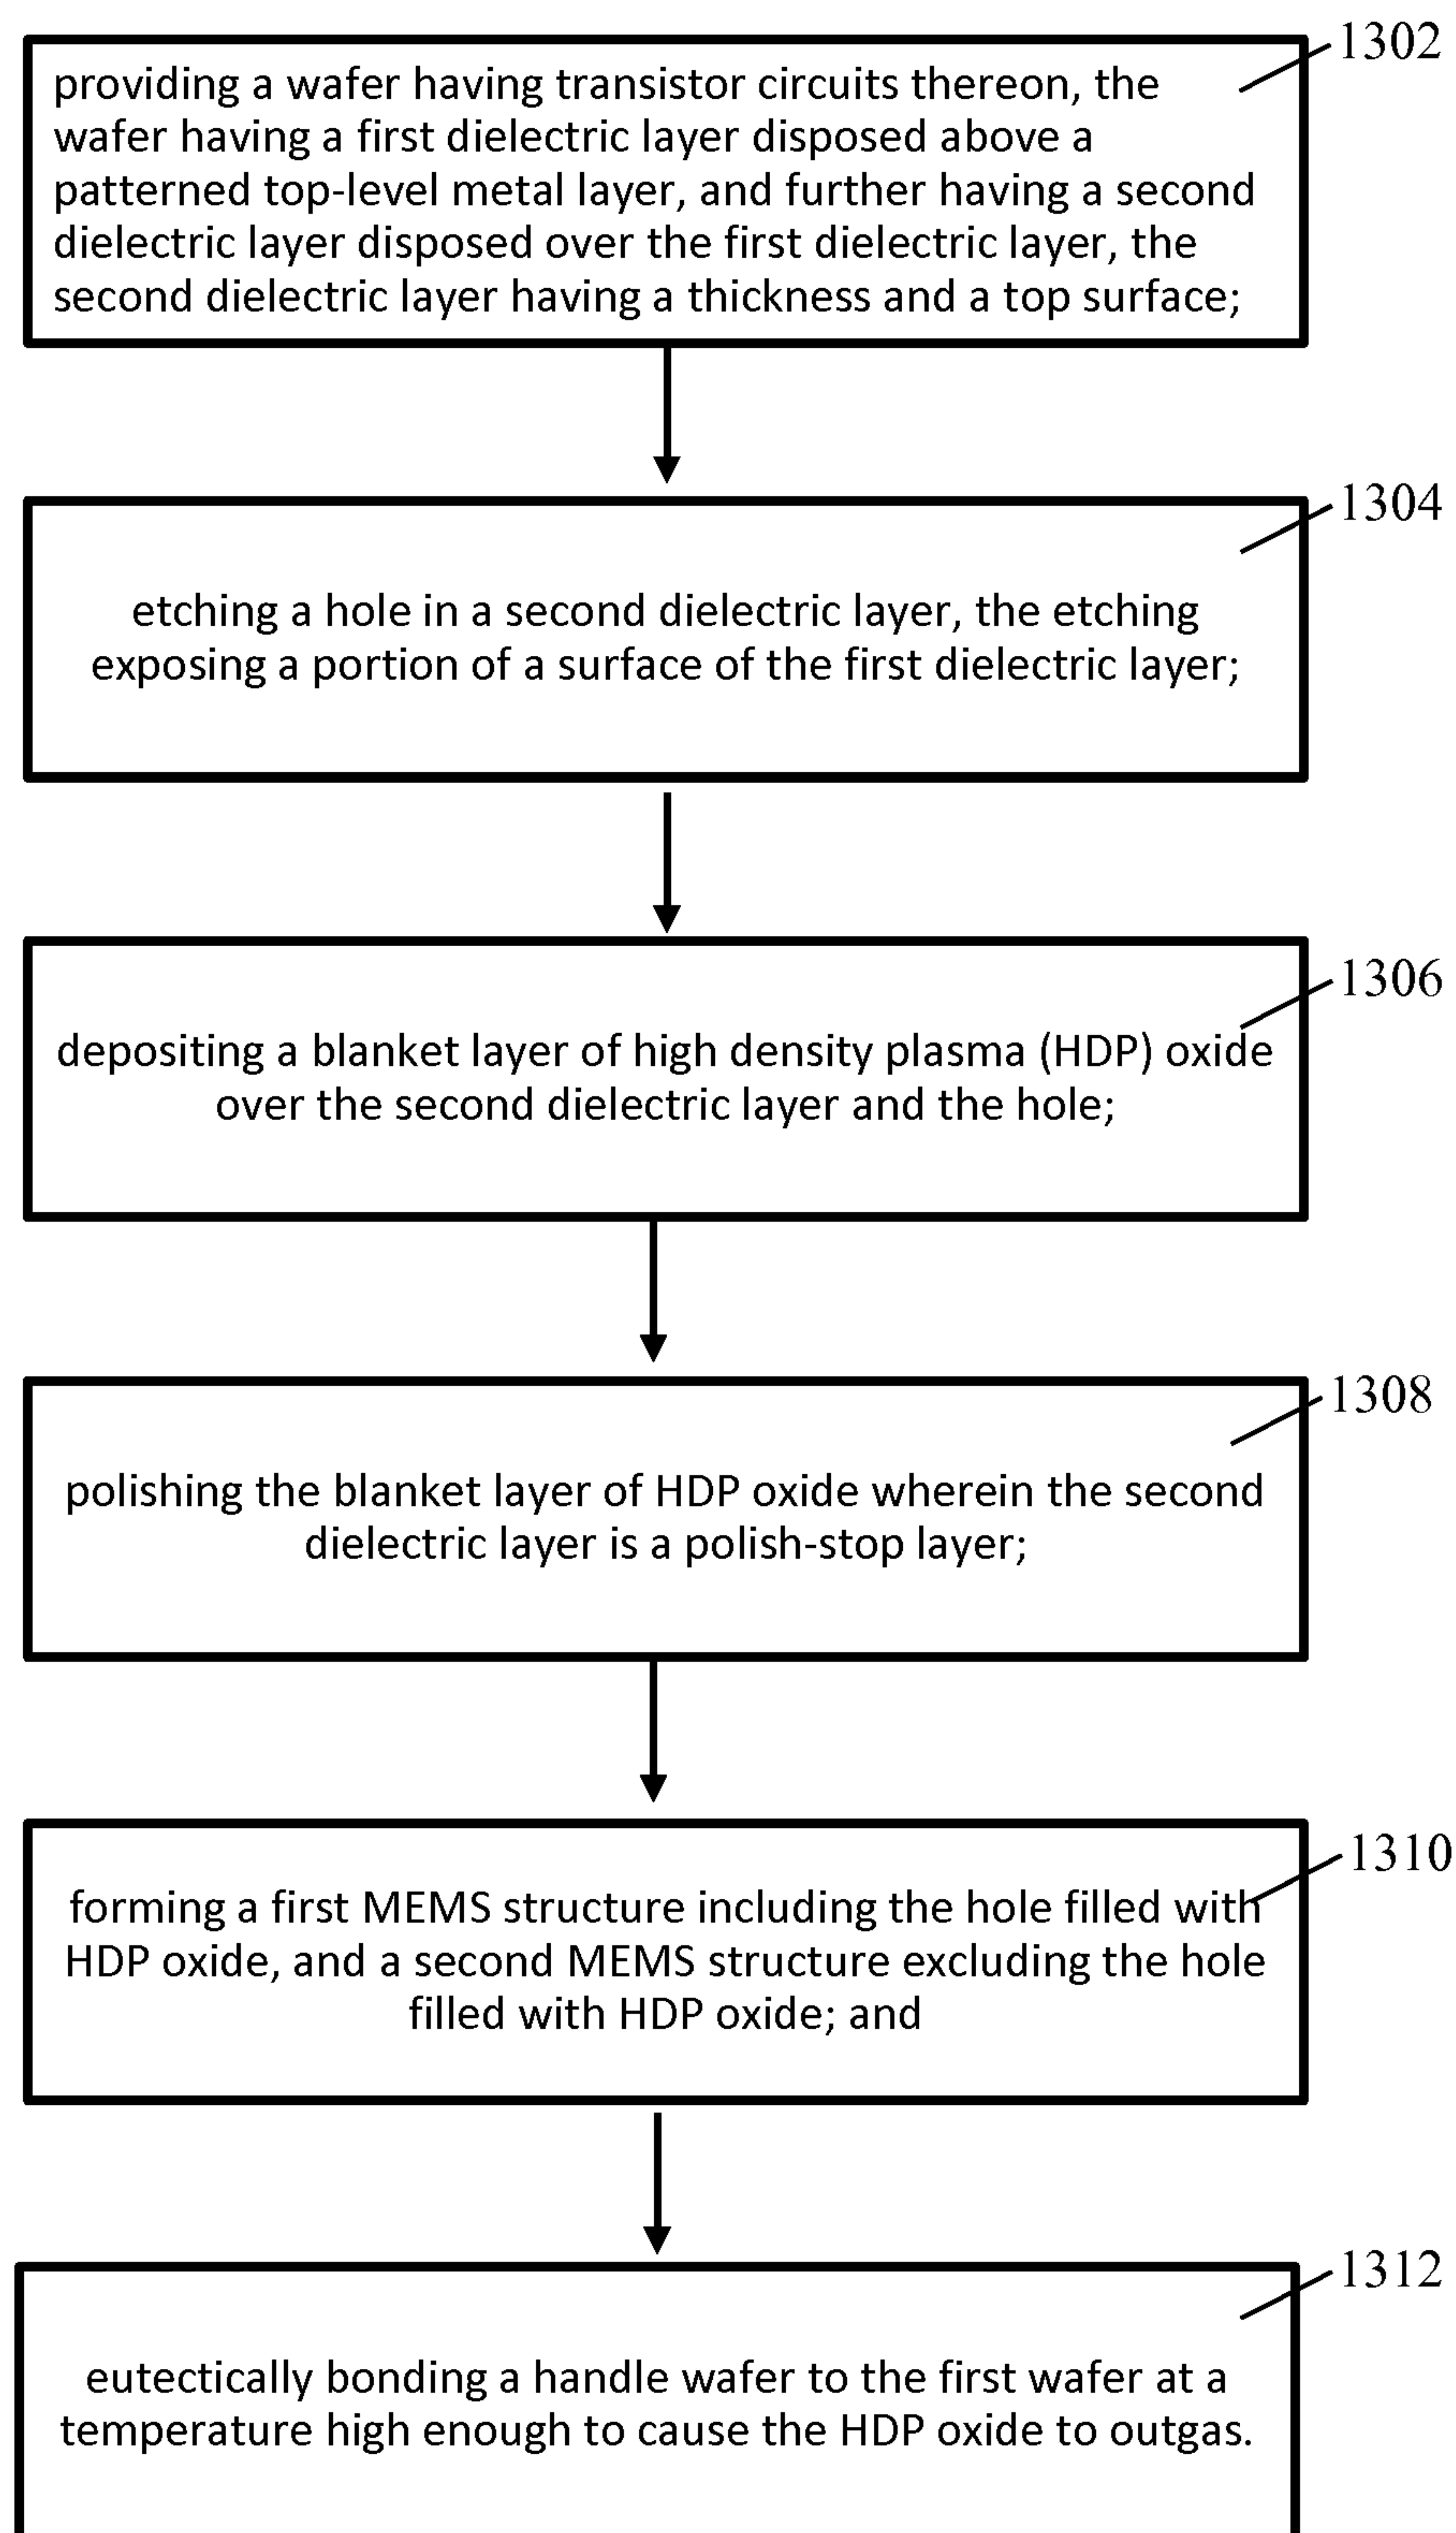 1302
providing a wafer having transistor circuits thereon, the
wafer having a first dielectric layer disposed above a
patterned top-level metal layer, and further having a second
dielectric layer disposed over the first dielectric layer, the
second dielectric layer having a thickness and a top surface;
1304
etching a hole in a second dielectric layer, the etching
exposing a portion of a surface of the first dielectric layer;
1306
depositing a blanket layer of high density plasma (HDP) oxide
over the second dielectric layer and the hole;
1308
polishing the blanket layer of HDP oxide wherein the second
dielectric layer is a polish-stop layer;
1310
forming a first MEMS structure including the hole filled with
HDP oxide, and a second MEMS structure excluding the hole
filled with HDP oxide; and
1312
eutectically bonding a handle wafer to the first wafer at a
temperature high enough to cause the HDP oxide to outgas.